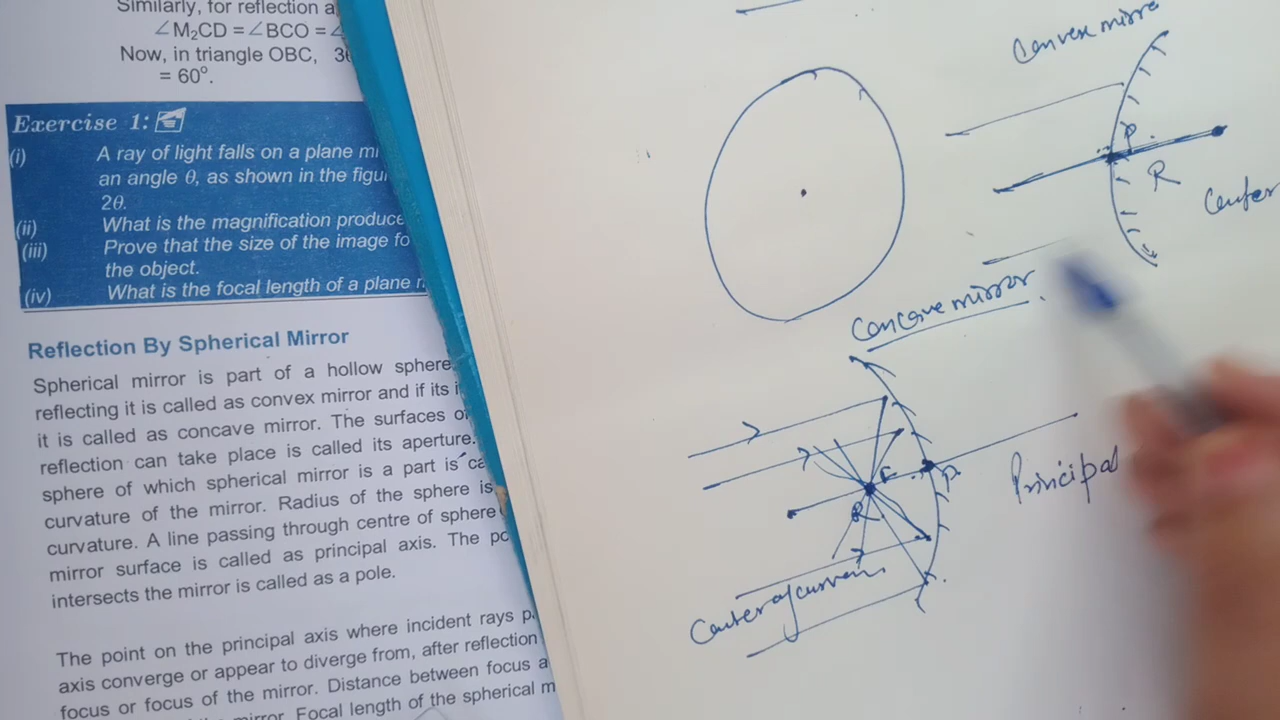 Similarly, for reflection a
∠M₂CD = ∠BCO = ∠
Now, in triangle OBC, 36
= 60°.
Exercise 1:
(i) A ray of light falls on a plane mi
an angle θ, as shown in the figu
2θ.
(ii) What is the magnification produce
(iii) Prove that the size of the image fo
the object.
(iv) What is the focal length of a plane
Reflection By Spherical Mirror
Spherical mirror is part of a hollow sphere
reflecting it is called as convex mirror and if its i
it is called as concave mirror. The surfaces o
reflection can take place is called its aperture.
sphere of which spherical mirror is a part is ca
curvature of the mirror. Radius of the sphere is
curvature. A line passing through centre of sphere
mirror surface is called as principal axis. The po
intersects the mirror is called as a pole.
The point on the principal axis where incident rays p
axis converge or appear to diverge from, after reflection
focus or focus of the mirror. Distance between focus a
mirror. Focal length of the spherical m
Convex mirro
P
R
Center
Concave mirror
F
P
R
Principal
Center of curva